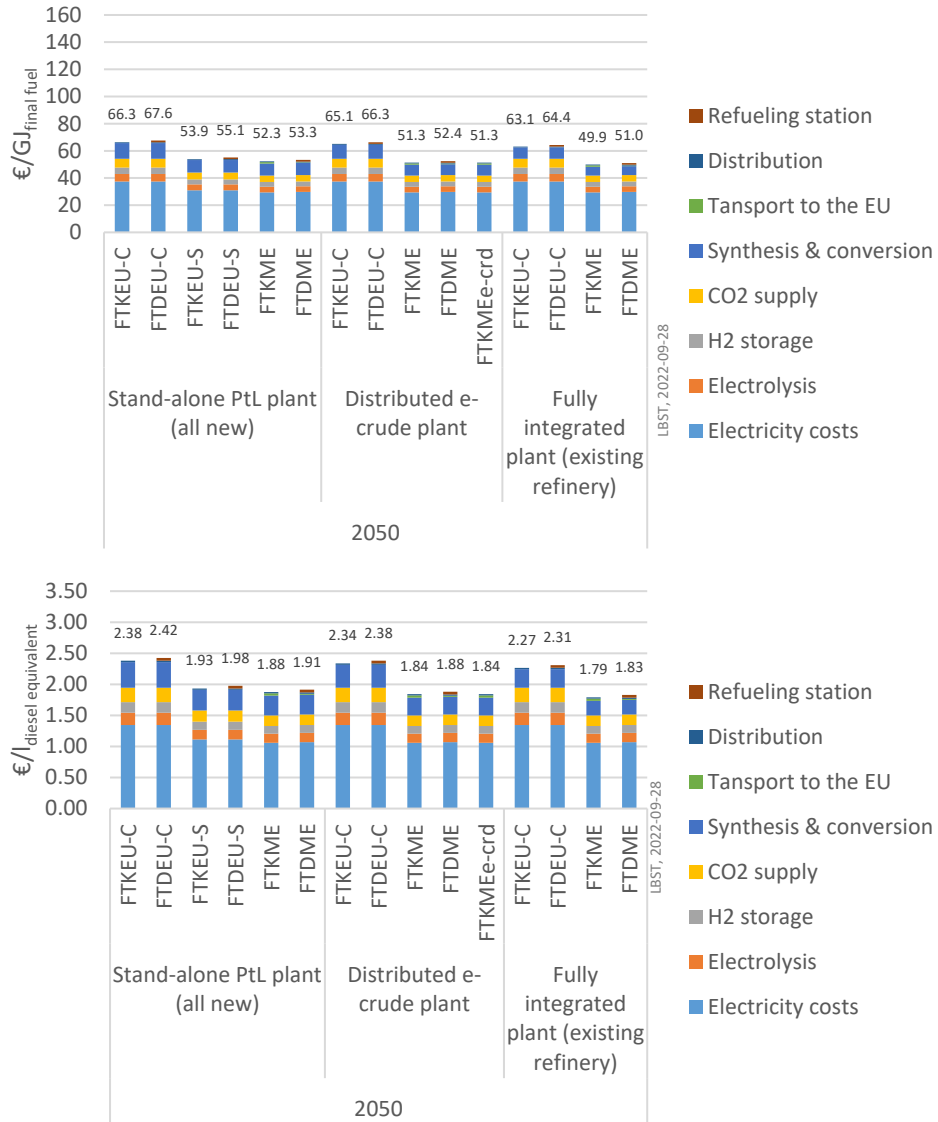 160
140
120
100
80
60
40
20
0
€/GJfinal fuel
66.3 67.6 53.9 55.1 52.3 53.3 65.1 66.3 51.3 52.4 51.3 63.1 64.4 49.9 51.0
FTKEU-C
FTDEU-C
FTKEU-S
FTDEU-S
FTKME
FTDME
FTKEU-C
FTDEU-C
FTKME
FTDME
FTKMEe-crd
FTKEU-C
FTDEU-C
FTKME
FTDME
Stand-alone PtL plant
(all new)
Distributed e-
crude plant
Fully
integrated
plant (existing
refinery)
2050
LBST, 2022-09-28
Refueling station
Distribution
Tansport to the EU
Synthesis & conversion
CO2 supply
H2 storage
Electrolysis
Electricity costs
3.50
3.00
2.50
2.00
1.50
1.00
0.50
0.00
€/ldiesel equivalent
2.38 2.42 1.93 1.98 1.88 1.91 2.34 2.38 1.84 1.88 1.84 2.27 2.31 1.79 1.83
FTKEU-C
FTDEU-C
FTKEU-S
FTDEU-S
FTKME
FTDME
FTKEU-C
FTDEU-C
FTKME
FTDME
FTKMEe-crd
FTKEU-C
FTDEU-C
FTKME
FTDME
Stand-alone PtL plant
(all new)
Distributed e-
crude plant
Fully
integrated
plant (existing
refinery)
2050
LBST, 2022-09-28
Refueling station
Distribution
Tansport to the EU
Synthesis & conversion
CO2 supply
H2 storage
Electrolysis
Electricity costs